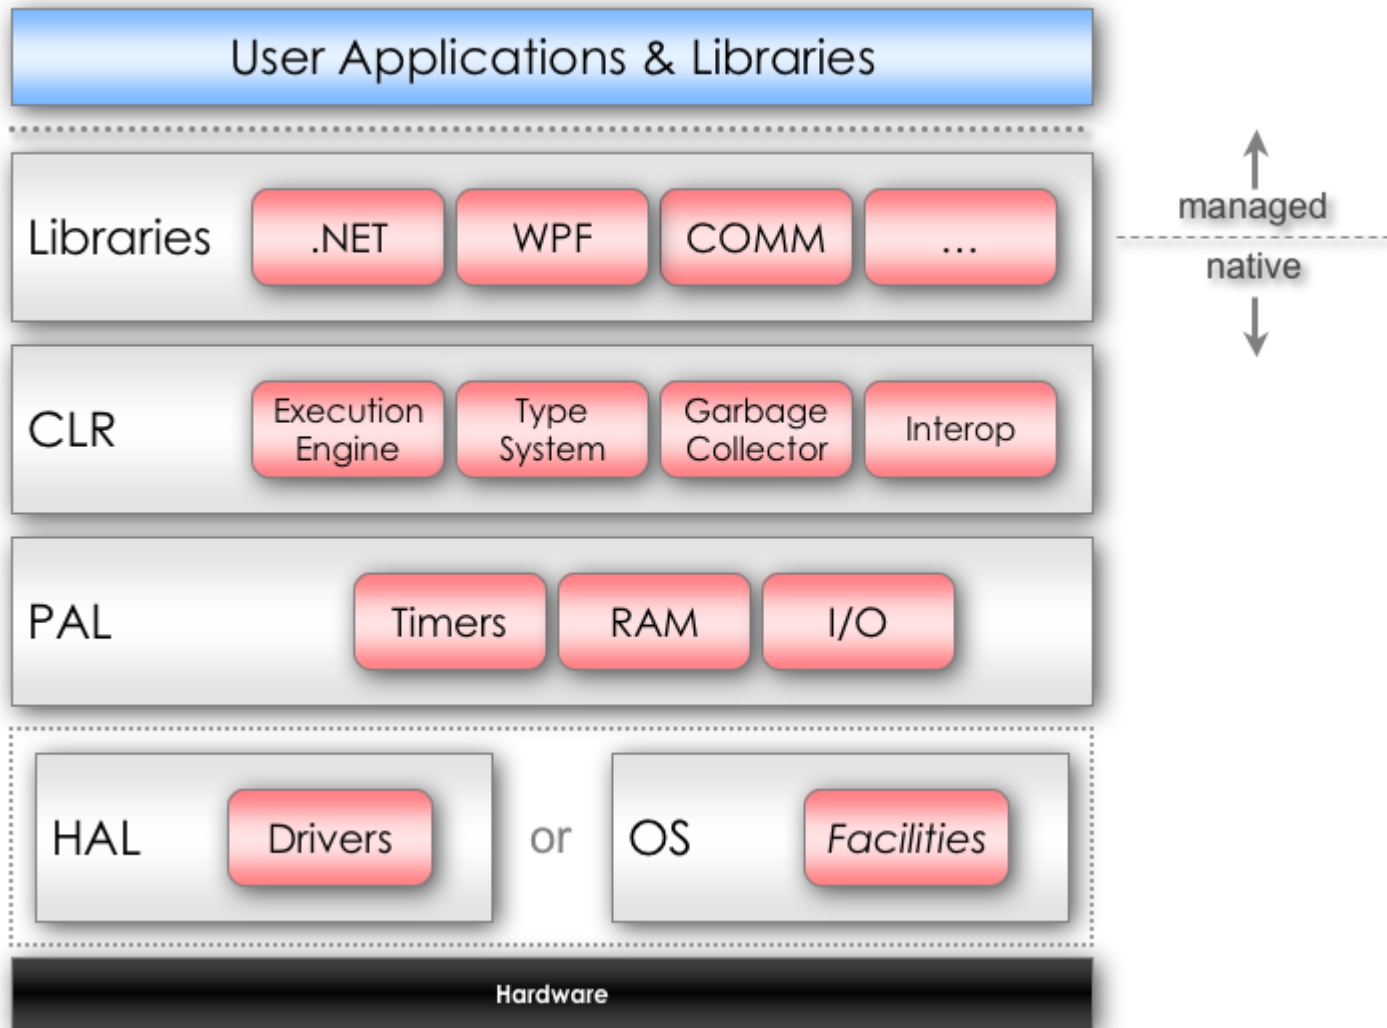 User Applications & Libraries
Libraries
.NET
WPF
COMM
...
managed
native
CLR
Execution
Engine
Type
System
Garbage
Collector
Interop
PAL
Timers
RAM
I/O
HAL
Drivers
or
OS
Facilities
Hardware